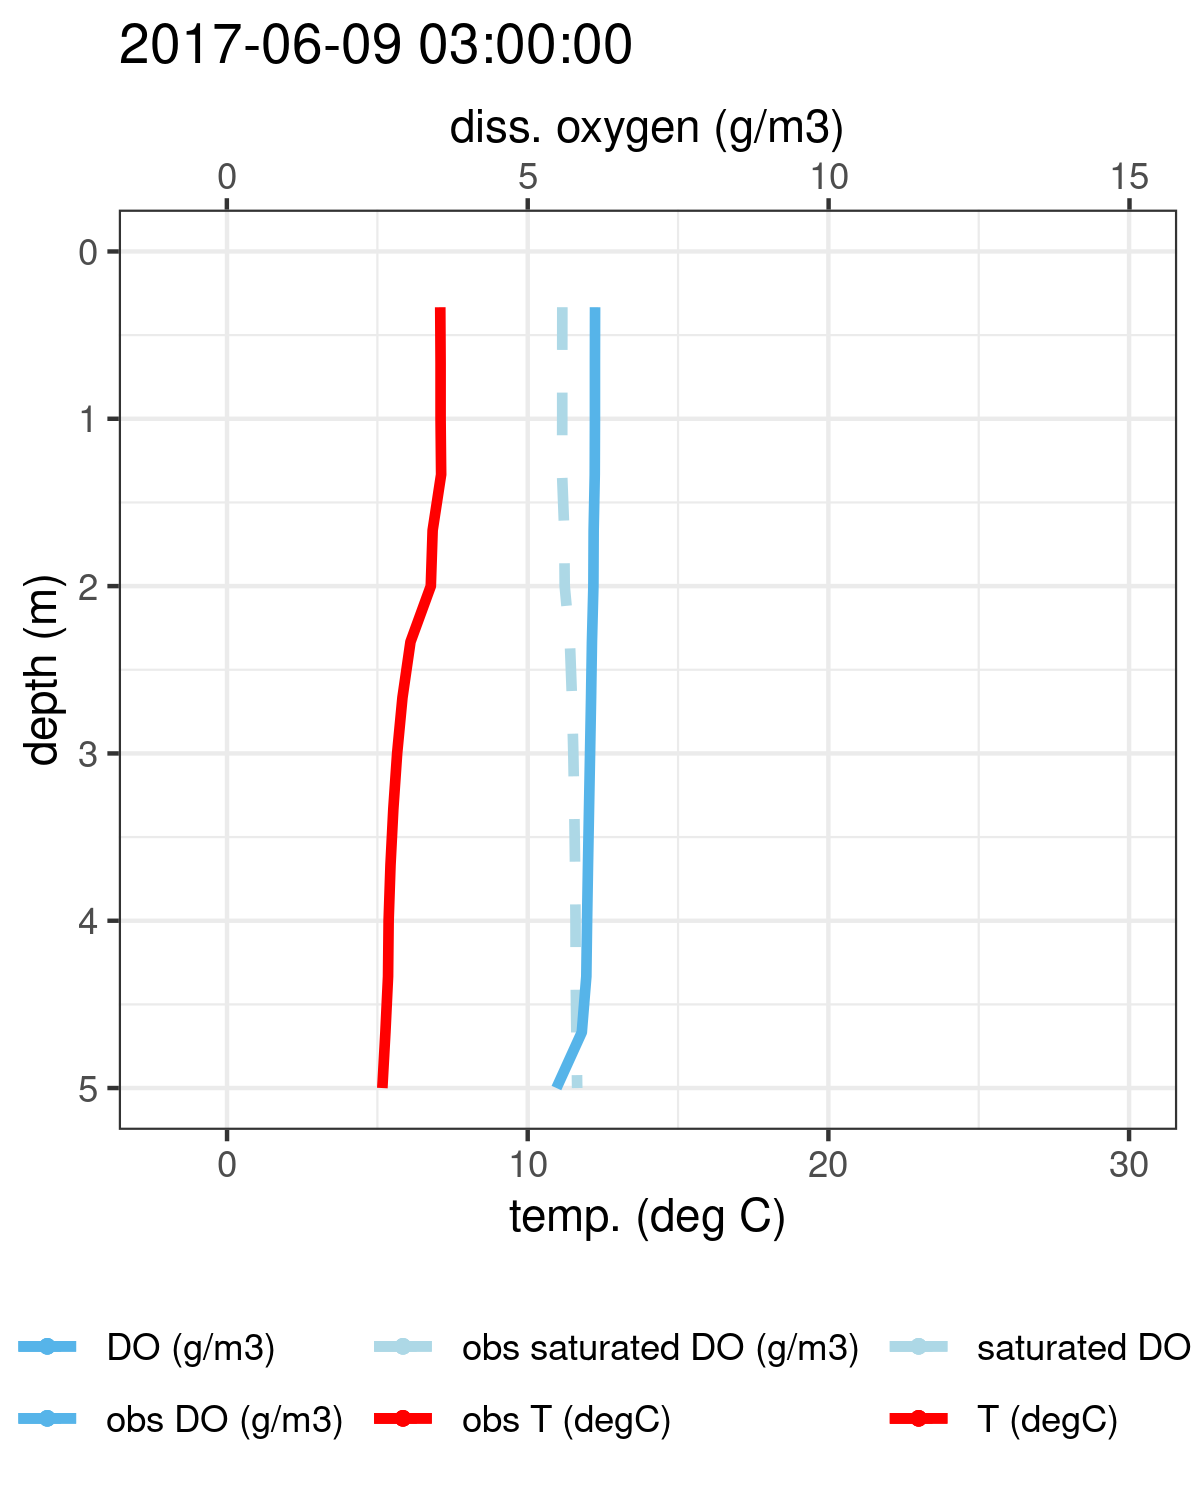 2017-06-09 03:00:00
diss. oxygen (g/m3)
0 5 10 15
0
1
2
3
4
5
depth (m)
0 10 20 30
temp. (deg C)
DO (g/m3) obs saturated DO (g/m3) saturated DO
obs DO (g/m3) obs T (degC) T (degC)